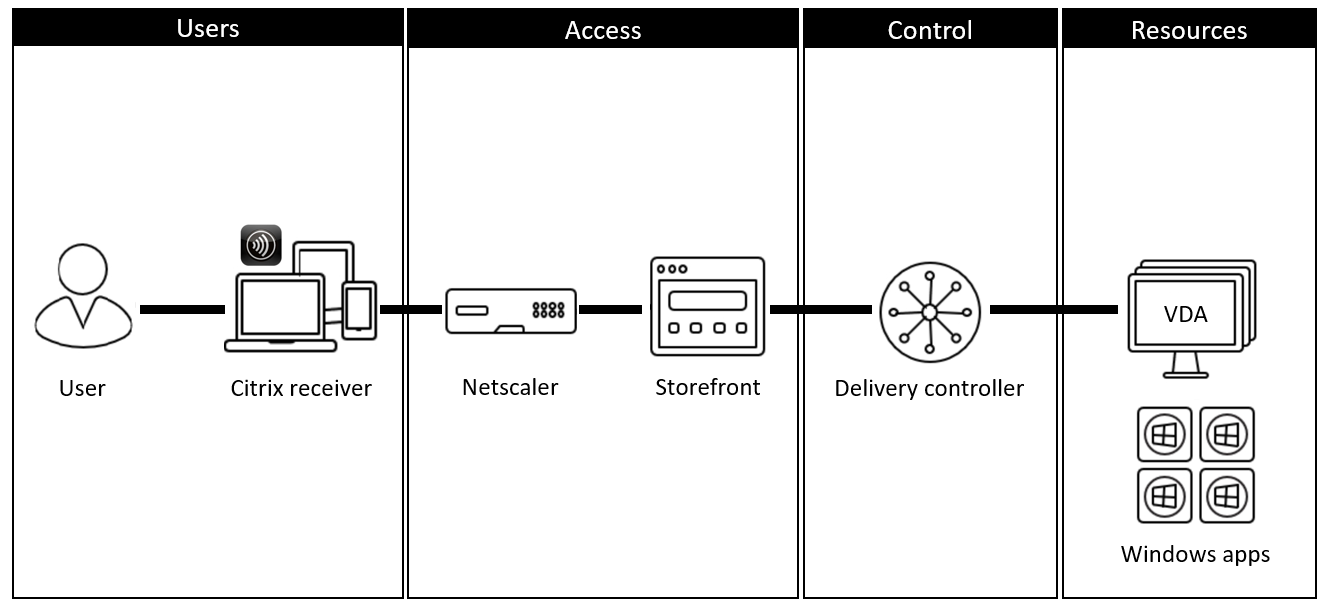 Users
Access
Control
Resources
VDA
User
Citrix receiver
Netscaler
Storefront
Delivery controller
Windows apps